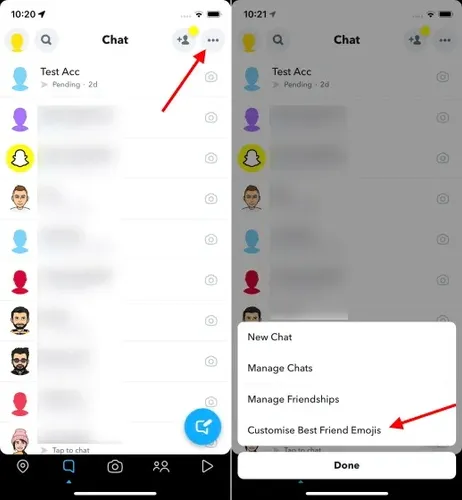 10:20
Chat
Test Acc
Pending · 2d
Tap to chat
10:21
Chat
Test Acc
Pending · 2d
New Chat
Manage Chats
Manage Friendships
Customise Best Friend Emojis
Tap to chat
Done